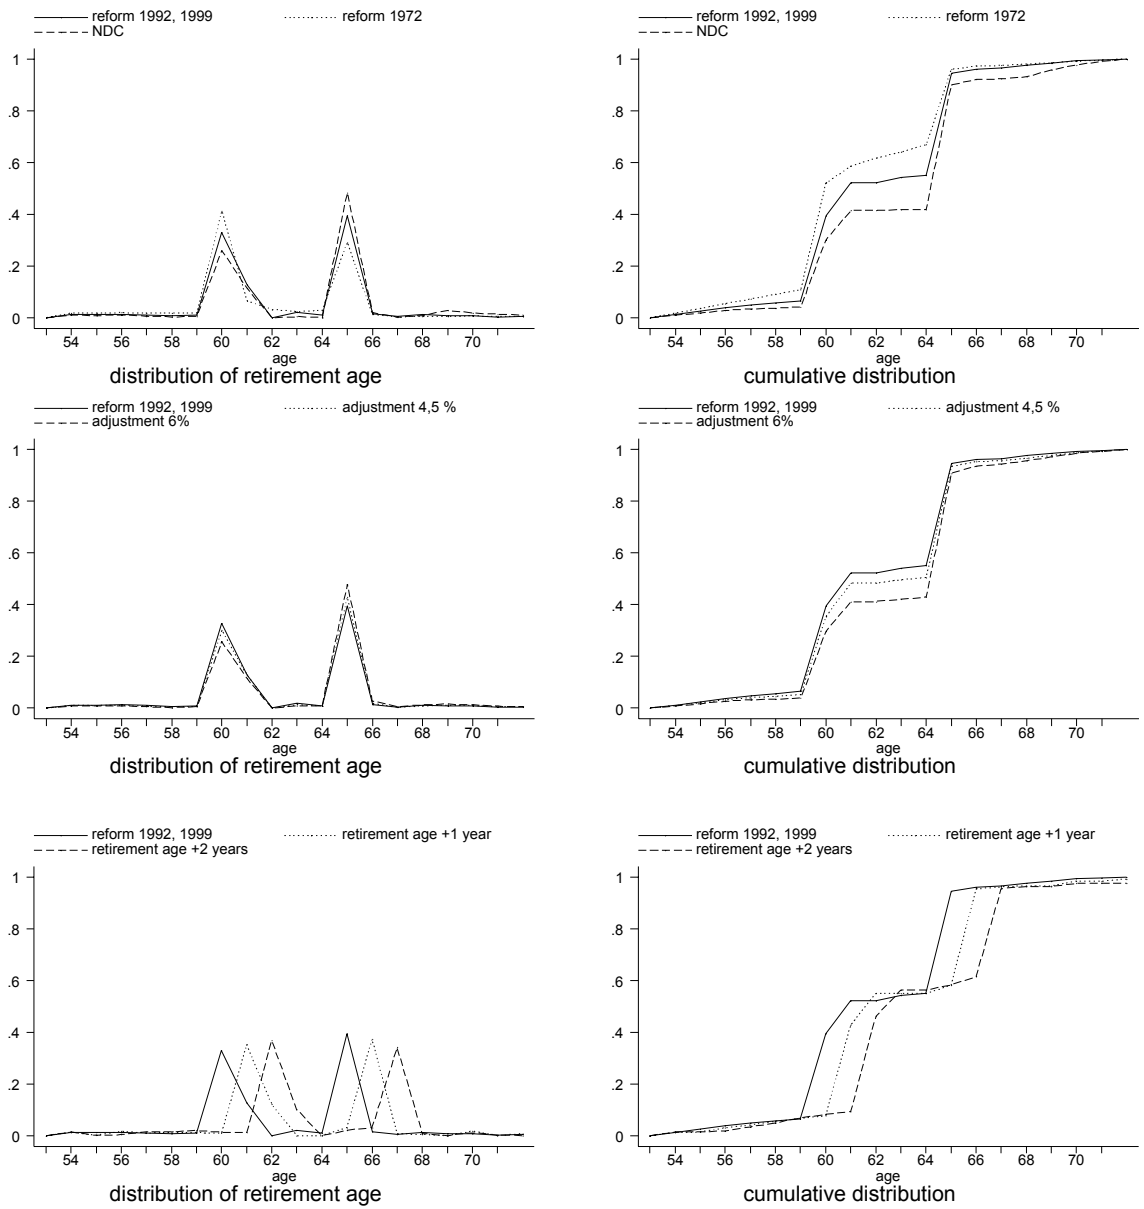 reform 1992, 1999 reform 1972
NDC
1
.8
.6
.4
.2
0
54 56 58 60 62 64 66 68 70
age
distribution of retirement age
reform 1992, 1999 reform 1972
NDC
1
.8
.6
.4
.2
0
54 56 58 60 62 64 66 68 70
age
cumulative distribution
reform 1992, 1999 adjustment 4,5 %
adjustment 6%
1
.8
.6
.4
.2
0
54 56 58 60 62 64 66 68 70
age
distribution of retirement age
reform 1992, 1999 adjustment 4,5 %
adjustment 6%
1
.8
.6
.4
.2
0
54 56 58 60 62 64 66 68 70
age
cumulative distribution
reform 1992, 1999 retirement age +1 year
retirement age +2 years
1
.8
.6
.4
.2
0
54 56 58 60 62 64 66 68 70
age
distribution of retirement age
reform 1992, 1999 retirement age +1 year
retirement age +2 years
1
.8
.6
.4
.2
0
54 56 58 60 62 64 66 68 70
age
cumulative distribution